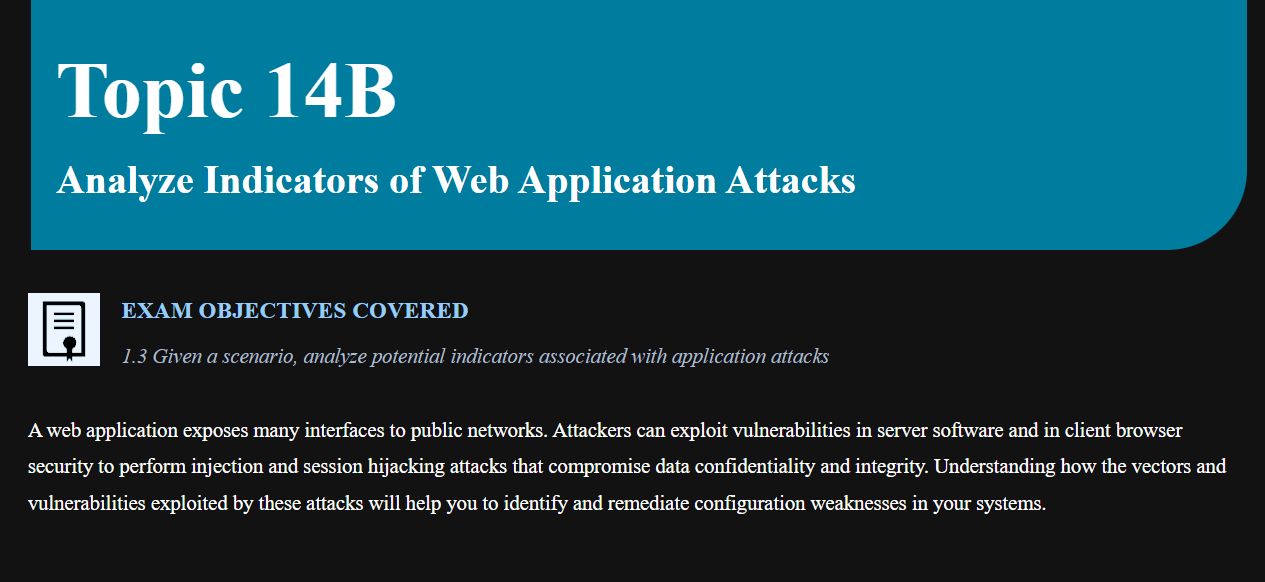 Topic 14B
Analyze Indicators of Web Application Attacks
EXAM OBJECTIVES COVERED
1.3 Given a scenario, analyze potential indicators associated with application attacks
A web application exposes many interfaces to public networks. Attackers can exploit vulnerabilities in server software and in client browser
security to perform injection and session hijacking attacks that compromise data confidentiality and integrity. Understanding how the vectors and
vulnerabilities exploited by these attacks will help you to identify and remediate configuration weaknesses in your systems.